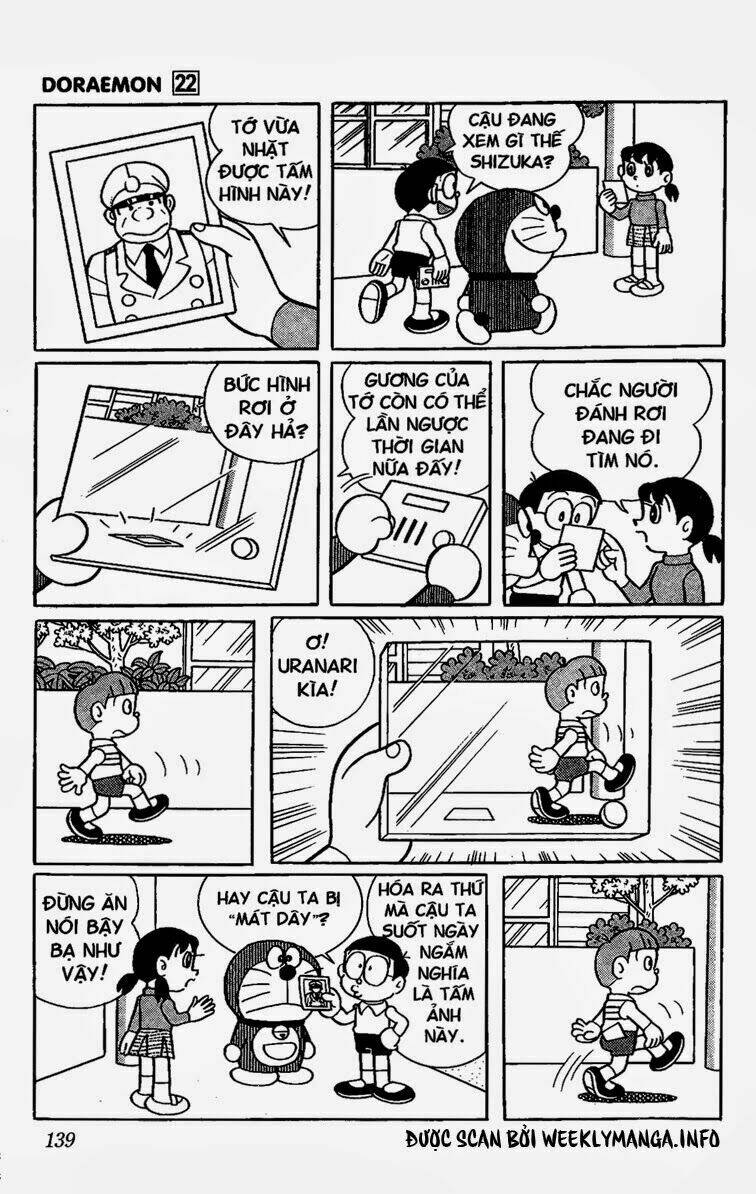 DORAEMON 22
CẬU ĐANG
XEM GÌ THẾ
SHIZUKA?
TỚ VỪA
NHẶT
ĐƯỢC TẤM
HÌNH NÀY!
CHẮC NGƯỜI
ĐÁNH RƠI
ĐANG ĐI
TÌM NÓ.
GƯƠNG CỦA
TỚ CÒN CÓ THỂ
LẦN NGƯỢC
THỜI GIAN
NỮA ĐẤY!
BỨC HÌNH
RƠI Ở
ĐÂY HẢ?
Ơ!
URANARI
KÌA!
HÓA RA THỨ
MÀ CẬU TA
SUỐT NGÀY
NGẮM
NGHÍA
LÀ TẤM
ẢNH
NÀY.
HAY CẬU TA BỊ
“MÁT DÂY”?
ĐỪNG ĂN
NÓI BẬY
BẠ NHƯ
VẬY!
139
ĐƯỢC SCAN BỞI WEEKLYMANGA.INFO